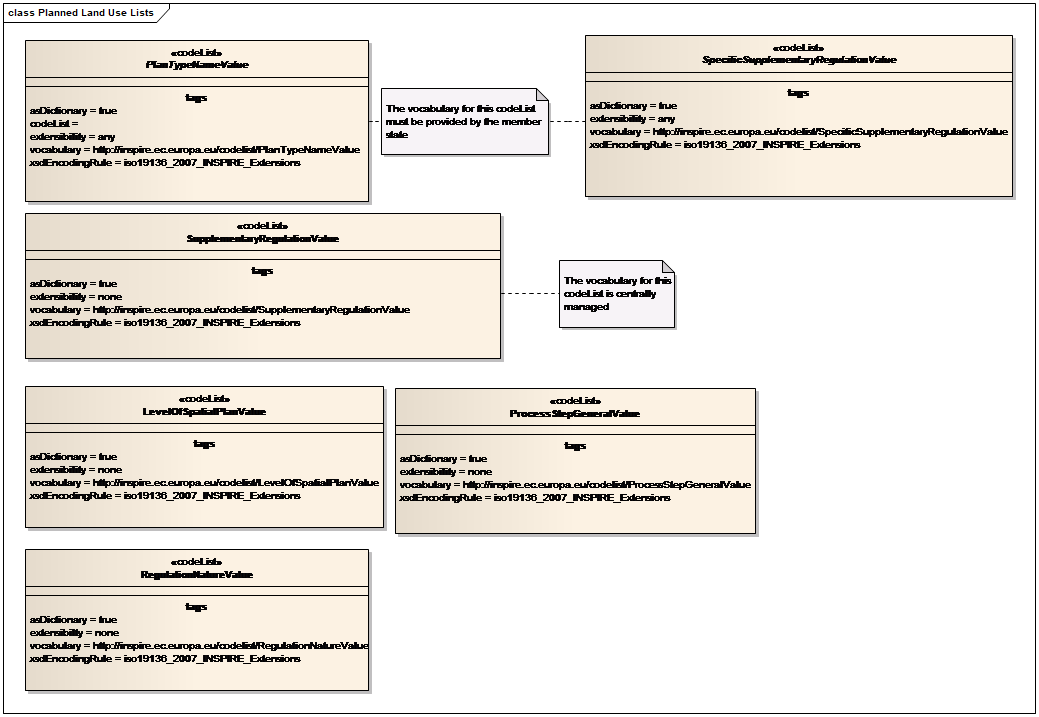 class Planned Land Use Lists
«codeList»
PlanTypeNameValue
tags
asDictionary = true
codeList =
extensibility = any
vocabulary = http://inspire.ec.europa.eu/codelist/PlanTypeNameValue
xsdEncodingRule = iso19136_2007_INSPIRE_Extensions
The vocabulary for this codeList
must be provided by the member
state
«codeList»
SpecificSupplementaryRegulationValue
tags
asDictionary = true
extensibility = any
vocabulary = http://inspire.ec.europa.eu/codelist/SpecificSupplementaryRegulationValue
xsdEncodingRule = iso19136_2007_INSPIRE_Extensions
«codeList»
SupplementaryRegulationValue
tags
asDictionary = true
extensibility = none
vocabulary = http://inspire.ec.europa.eu/codelist/SupplementaryRegulationValue
xsdEncodingRule = iso19136_2007_INSPIRE_Extensions
The vocabulary for this
codeList is centrally
managed
«codeList»
LevelOfSpatialPlanValue
tags
asDictionary = true
extensibility = none
vocabulary = http://inspire.ec.europa.eu/codelist/LevelOfSpatialPlanValue
xsdEncodingRule = iso19136_2007_INSPIRE_Extensions
«codeList»
ProcessStepGeneralValue
tags
asDictionary = true
extensibility = none
vocabulary = http://inspire.ec.europa.eu/codelist/ProcessStepGeneralValue
xsdEncodingRule = iso19136_2007_INSPIRE_Extensions
«codeList»
RegulationNatureValue
tags
asDictionary = true
extensibility = none
vocabulary = http://inspire.ec.europa.eu/codelist/RegulationNatureValue
xsdEncodingRule = iso19136_2007_INSPIRE_Extensions